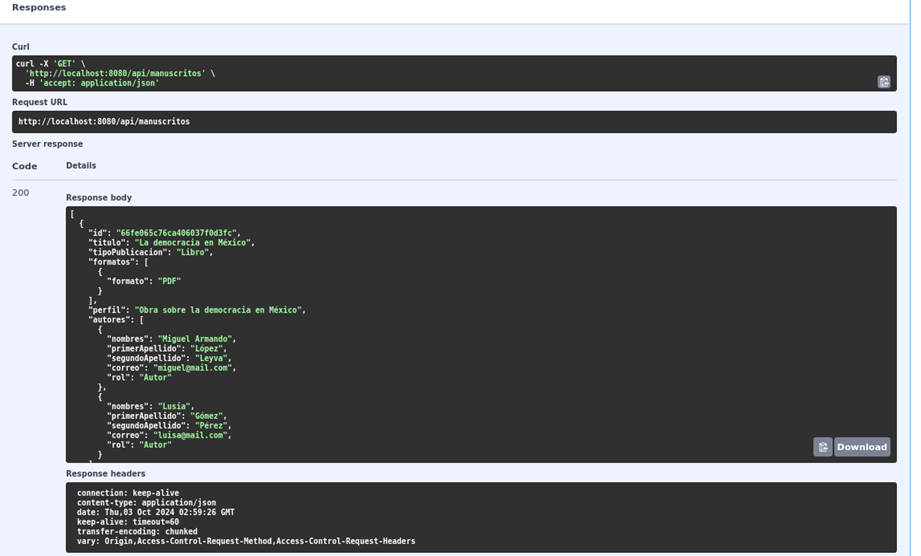 Responses
Curl
curl -X 'GET' \
  'http://localhost:8080/api/manuscritos' \
  -H 'accept: application/json'
Request URL
http://localhost:8080/api/manuscritos
Server response
Code Details
200
Response body
[
  {
    "id": "66fe065c76ca406037f0d3fc",
    "titulo": "La democracia en México",
    "tipoPublicacion": "Libro",
    "formatos": [
      {
        "formato": "PDF"
      }
    ],
    "perfil": "Obra sobre la democracia en México",
    "autores": [
      {
        "nombres": "Miguel Armando",
        "primerApellido": "López",
        "segundoApellido": "Leyva",
        "correo": "miguel@mail.com",
        "rol": "Autor"
      },
      {
        "nombres": "Lusia",
        "primerApellido": "Gómez",
        "segundoApellido": "Pérez",
        "correo": "luisa@mail.com",
        "rol": "Autor"
      }
Download
Response headers
connection: keep-alive
content-type: application/json
date: Thu,03 Oct 2024 02:59:26 GMT
keep-alive: timeout=60
transfer-encoding: chunked
vary: Origin,Access-Control-Request-Method,Access-Control-Request-Headers